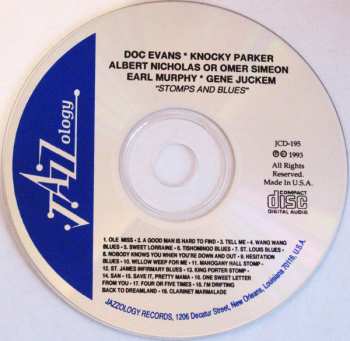 DOC EVANS * KNOCKY PARKER
ALBERT NICHOLAS OR OMER SIMEON
EARL MURPHY * GENE JUCKEM
"STOMPS AND BLUES"
JAZZology
JCD-195
℗ © 1993
All Rights
Reserved.
Made In U.S.A.
COMPACT
disc
DIGITAL AUDIO
1. OLE MISS • 2. A GOOD MAN IS HARD TO FIND • 3. TELL ME • 4. WANG WANG
BLUES • 5. SWEET LORRAINE • 6. TISHOMINGO BLUES • 7. ST. LOUIS BLUES
• 8. NOBODY KNOWS YOU WHEN YOU'RE DOWN AND OUT • 9. HESITATION
BLUES • 10. WILLOW WEEP FOR ME • 11. MAHOGANY HALL STOMP •
12. ST. JAMES INFIRMARY BLUES • 13. KING PORTER STOMP
14. SAN • 15. SAVE IT, PRETTY MAMA • 16. ONE SWEET LETTER
FROM YOU • 17. FOUR OR FIVE TIMES • 18. I'M DRIFTING
BACK TO DREAMLAND • 19. CLARINET MARMALADE
JAZZOLOGY RECORDS, 1206 Decatur Street, New Orleans, Louisiana 70116, U.S.A.